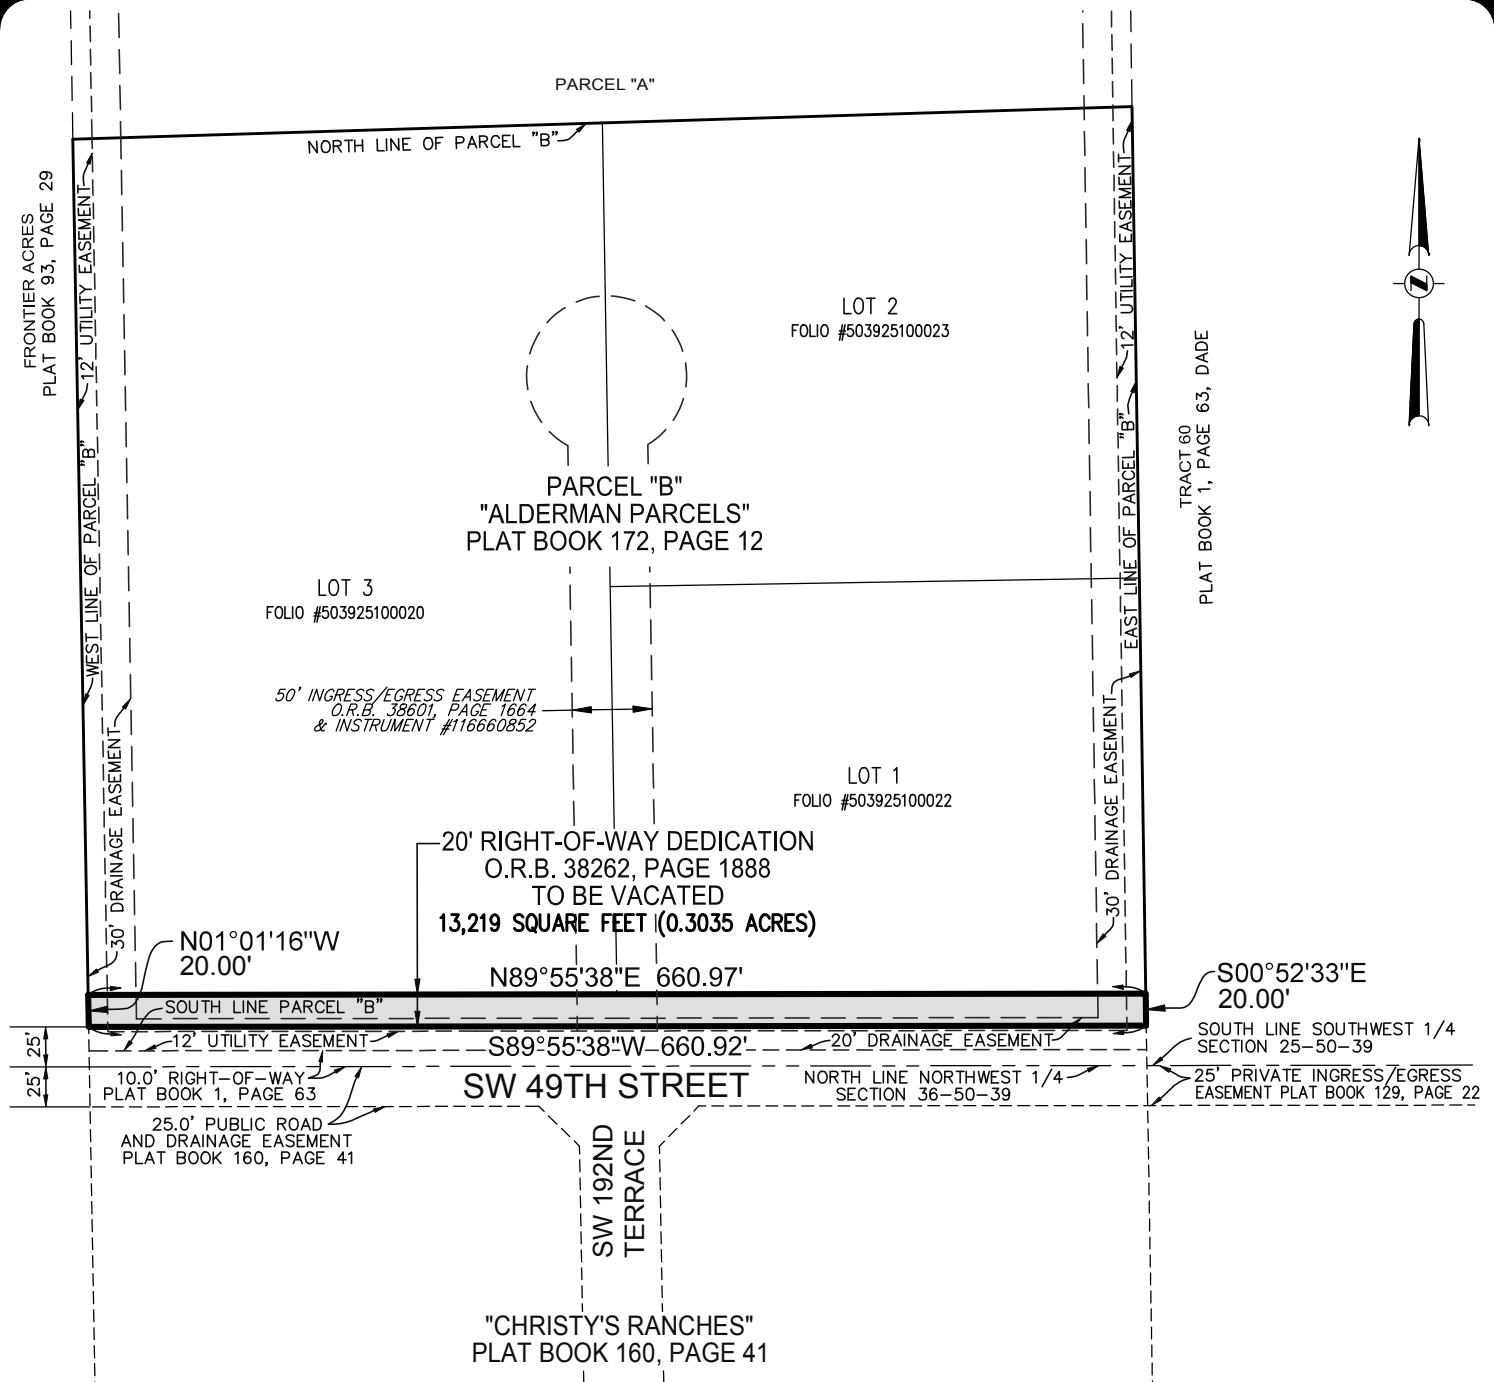 PARCEL "A"
NORTH LINE OF PARCEL "B"
FRONTIER ACRES
PLAT BOOK 93, PAGE 29
12' UTILITY EASEMENT
WEST LINE OF PARCEL "B"
30' DRAINAGE EASEMENT
12' UTILITY EASEMENT
EAST LINE OF PARCEL "B"
30' DRAINAGE EASEMENT
TRACT 60
PLAT BOOK 1, PAGE 63, DADE
Z
LOT 2
FOLIO #503925100023
PARCEL "B"
"ALDERMAN PARCELS"
PLAT BOOK 172, PAGE 12
LOT 3
FOLIO #503925100020
50' INGRESS/EGRESS EASEMENT
O.R.B. 38601, PAGE 1664
& INSTRUMENT #116660852
LOT 1
FOLIO #503925100022
20' RIGHT-OF-WAY DEDICATION
O.R.B. 38262, PAGE 1888
TO BE VACATED
13,219 SQUARE FEET (0.3035 ACRES)
N01°01'16"W
20.00'
N89°55'38"E 660.97'
S00°52'33"E
20.00'
SOUTH LINE PARCEL "B"
12' UTILITY EASEMENT
S89°55'38"W 660.92'
20' DRAINAGE EASEMENT
SOUTH LINE SOUTHWEST 1/4
SECTION 25-50-39
25'
25'
10.0' RIGHT-OF-WAY
PLAT BOOK 1, PAGE 63
SW 49TH STREET
NORTH LINE NORTHWEST 1/4
SECTION 36-50-39
25' PRIVATE INGRESS/EGRESS
EASEMENT PLAT BOOK 129, PAGE 22
25.0' PUBLIC ROAD
AND DRAINAGE EASEMENT
PLAT BOOK 160, PAGE 41
SW 192ND
TERRACE
"CHRISTY'S RANCHES"
PLAT BOOK 160, PAGE 41